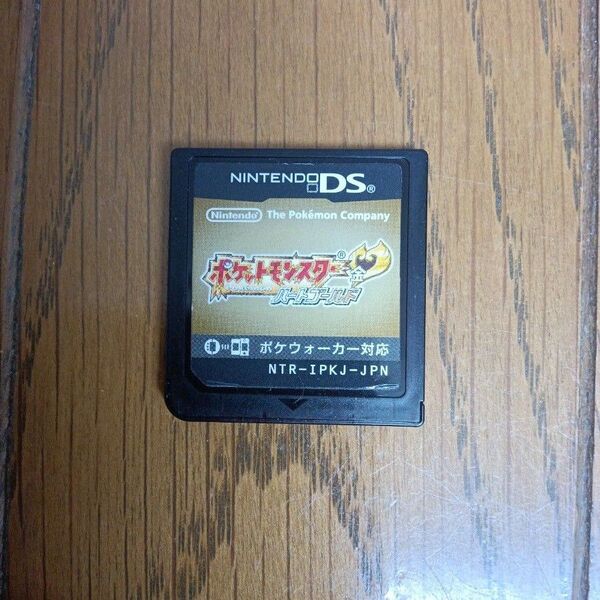 NINTENDO DS®
Nintendo® The Pokémon Company
ポケットモンスター®
金
ハートゴールド
ポケウォーカー対応
NTR-IPKJ-JPN